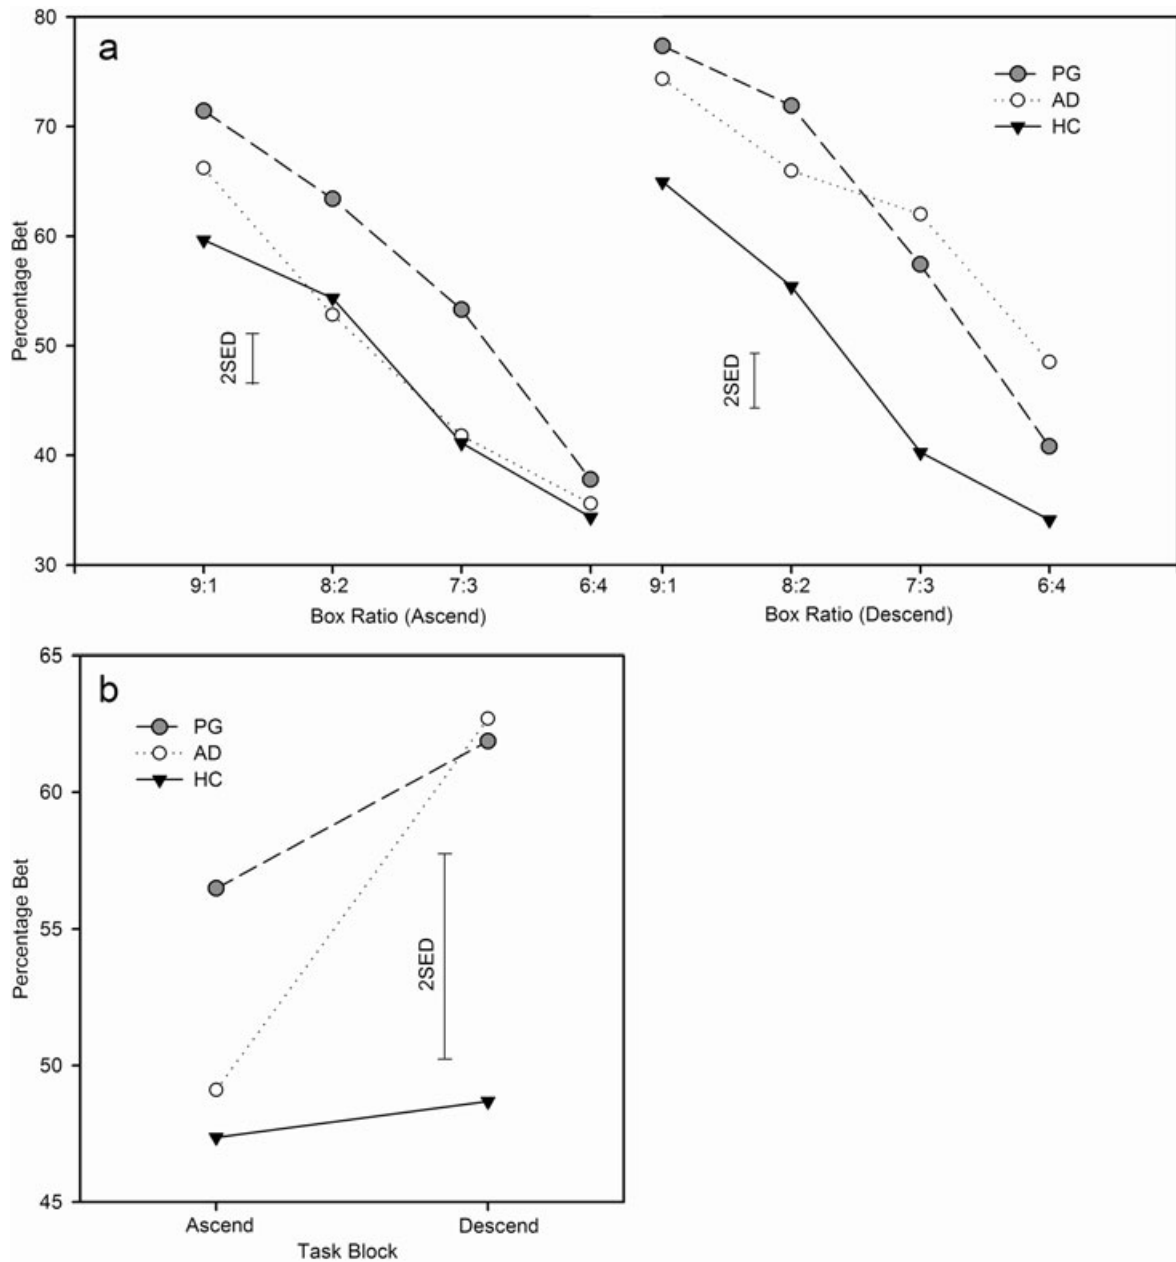 a
PG
AD
HC
80
70
60
50
40
30
Percentage Bet
2SED
2SED
9:1 8:2 7:3 6:4 9:1 8:2 7:3 6:4
Box Ratio (Ascend) Box Ratio (Descend)
b
PG
AD
HC
65
60
55
50
45
Percentage Bet
2SED
Ascend Descend
Task Block